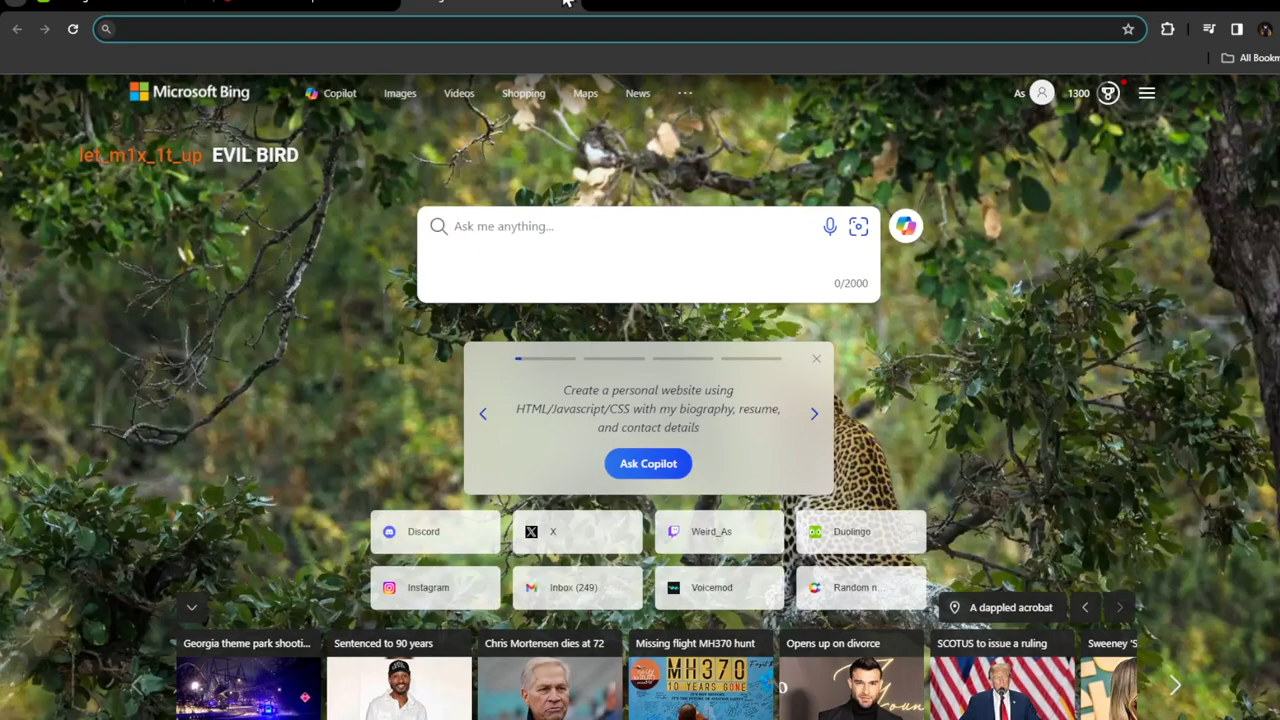 All Bookm
Microsoft Bing
Copilot
Images
Videos
Shopping
Maps
News
As
1300
let_m1x_1t_up EVIL BIRD
Ask me anything...
0/2000
Create a personal website using
HTML/Javascript/CSS with my biography, resume,
and contact details
Ask Copilot
Discord
X
Weird_As
Duolingo
Instagram
Inbox (249)
Voicemod
Random n...
A dappled acrobat
Georgia theme park shooti...
Sentenced to 90 years
Chris Mortensen dies at 72
Missing flight MH370 hunt
Opens up on divorce
SCOTUS to issue a ruling
Sweeney 'S
MH370
10 YEARS GONE